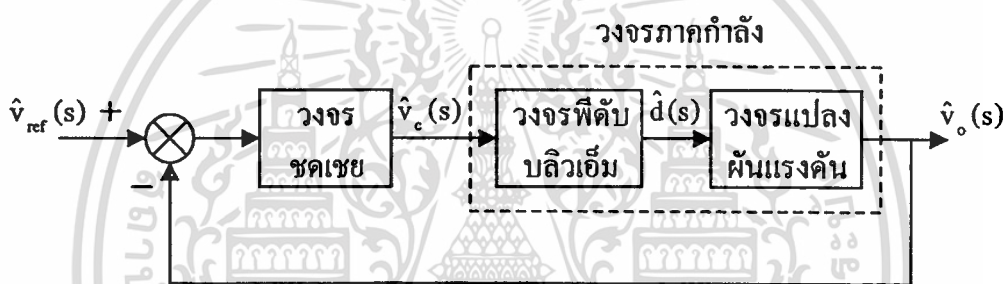 วงจรภาคกำลัง
v̂ref(s) +
วงจร
ชดเชย
v̂c(s)
วงจรพีดับ
บลิวเอ็ม
d̂(s)
วงจรแปลง
ผันแรงดัน
v̂o(s)
−